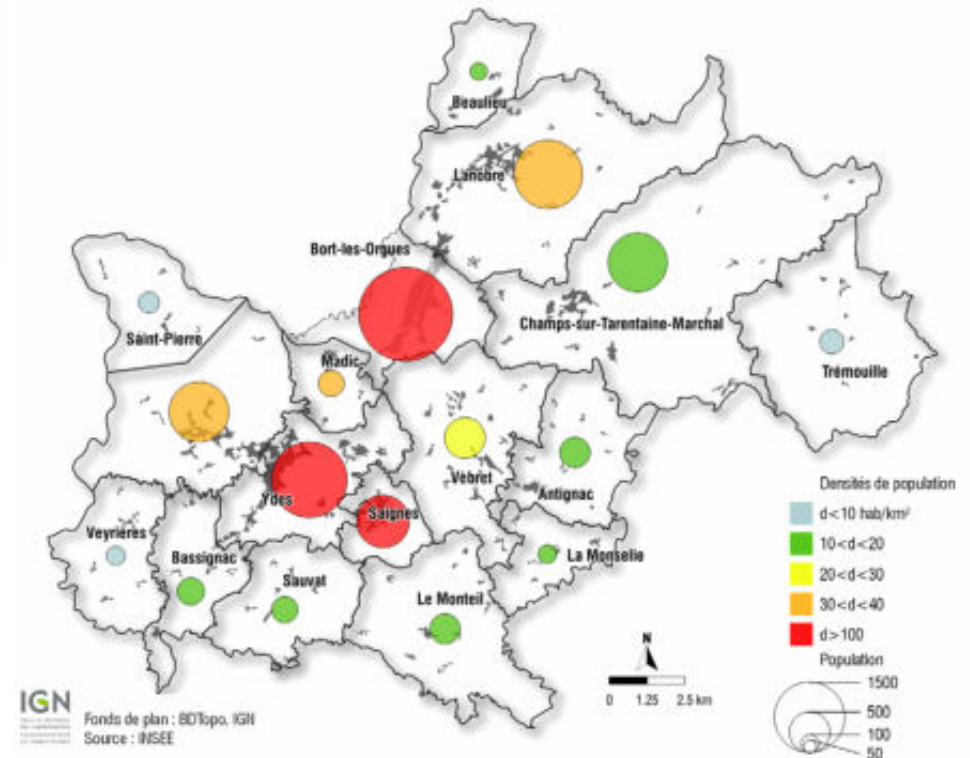 Beaulieu
Lanobre
Bort-les-Orgues
Champs-sur-Tarentaine-Marchal
Saint-Pierre
Trémouille
Madic
Vebret
Antignac
Ydes
Saignes
Veyrières
Bassignac
Sauvat
La Monselie
Le Monteil
Densités de population
d<10 hab/km²
10<d<20
20<d<30
30<d<40
d>100
Population
1500
500
100
50
N
0 1.25 2.5 km
IGN
Fonds de plan : BDTopo, IGN
Source : INSEE